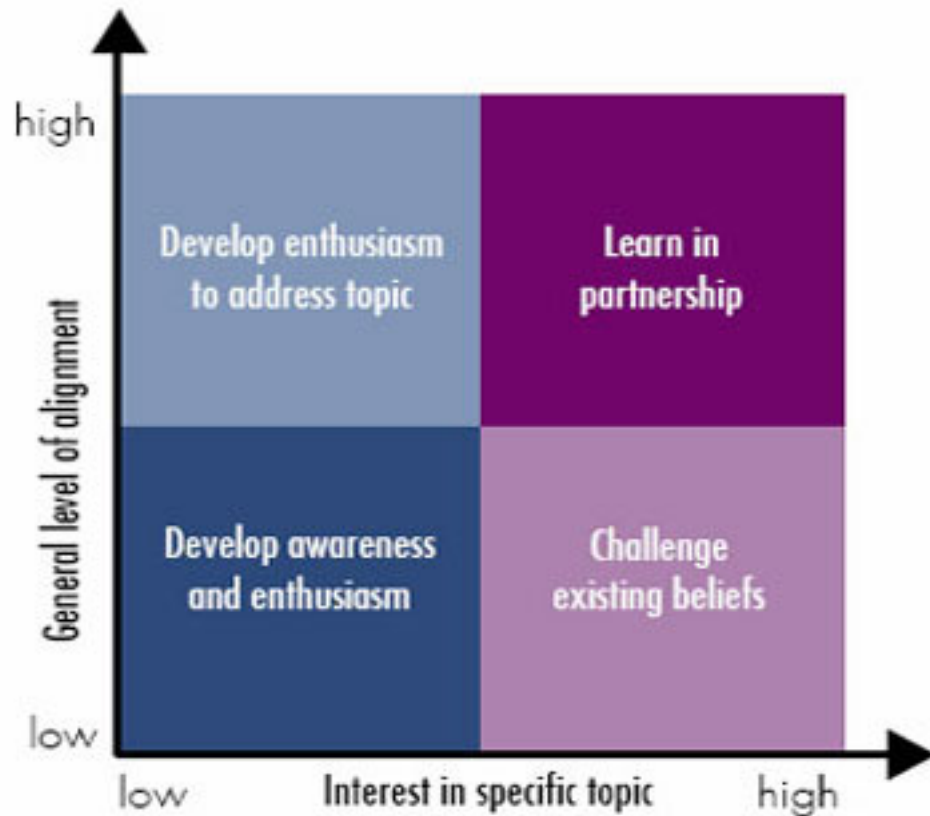 high
Develop enthusiasm
to address topic
Learn in
partnership
General level of alignment
Develop awareness
and enthusiasm
Challenge
existing beliefs
low
low
Interest in specific topic
high